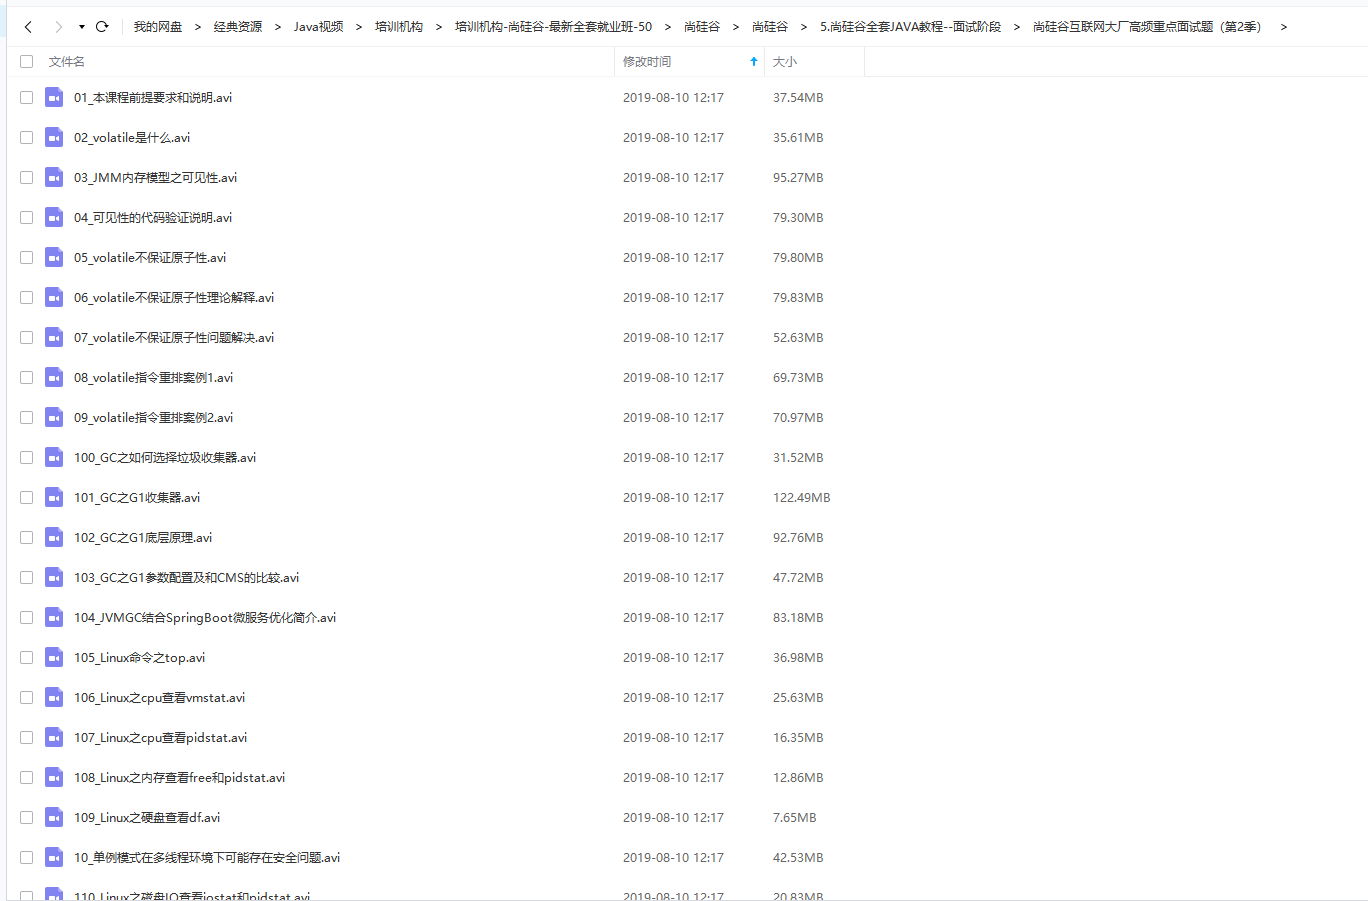 我的网盘 > 经典资源 > Java视频 > 培训机构 > 培训机构-尚硅谷-最新全套就业班-50 > 尚硅谷 > 尚硅谷 > 5.尚硅谷全套JAVA教程--面试阶段 > 尚硅谷互联网大厂高频重点面试题（第2季） >
文件名 修改时间 大小
01_本课程前提要求和说明.avi 2019-08-10 12:17 37.54MB
02_volatile是什么.avi 2019-08-10 12:17 35.61MB
03_JMM内存模型之可见性.avi 2019-08-10 12:17 95.27MB
04_可见性的代码验证说明.avi 2019-08-10 12:17 79.30MB
05_volatile不保证原子性.avi 2019-08-10 12:17 79.80MB
06_volatile不保证原子性理论解释.avi 2019-08-10 12:17 79.83MB
07_volatile不保证原子性问题解决.avi 2019-08-10 12:17 52.63MB
08_volatile指令重排案例1.avi 2019-08-10 12:17 69.73MB
09_volatile指令重排案例2.avi 2019-08-10 12:17 70.97MB
100_GC之如何选择垃圾收集器.avi 2019-08-10 12:17 31.52MB
101_GC之G1收集器.avi 2019-08-10 12:17 122.49MB
102_GC之G1底层原理.avi 2019-08-10 12:17 92.76MB
103_GC之G1参数配置及和CMS的比较.avi 2019-08-10 12:17 47.72MB
104_JVMGC结合SpringBoot微服务优化简介.avi 2019-08-10 12:17 83.18MB
105_Linux命令之top.avi 2019-08-10 12:17 36.98MB
106_Linux之cpu查看vmstat.avi 2019-08-10 12:17 25.63MB
107_Linux之cpu查看pidstat.avi 2019-08-10 12:17 16.35MB
108_Linux之内存查看free和pidstat.avi 2019-08-10 12:17 12.86MB
109_Linux之硬盘查看df.avi 2019-08-10 12:17 7.65MB
10_单例模式在多线程环境下可能存在安全问题.avi 2019-08-10 12:17 42.53MB
110_Linux之磁盘IO查看iostat和pidstat.avi 2019-08-10 12:17 20.83MB